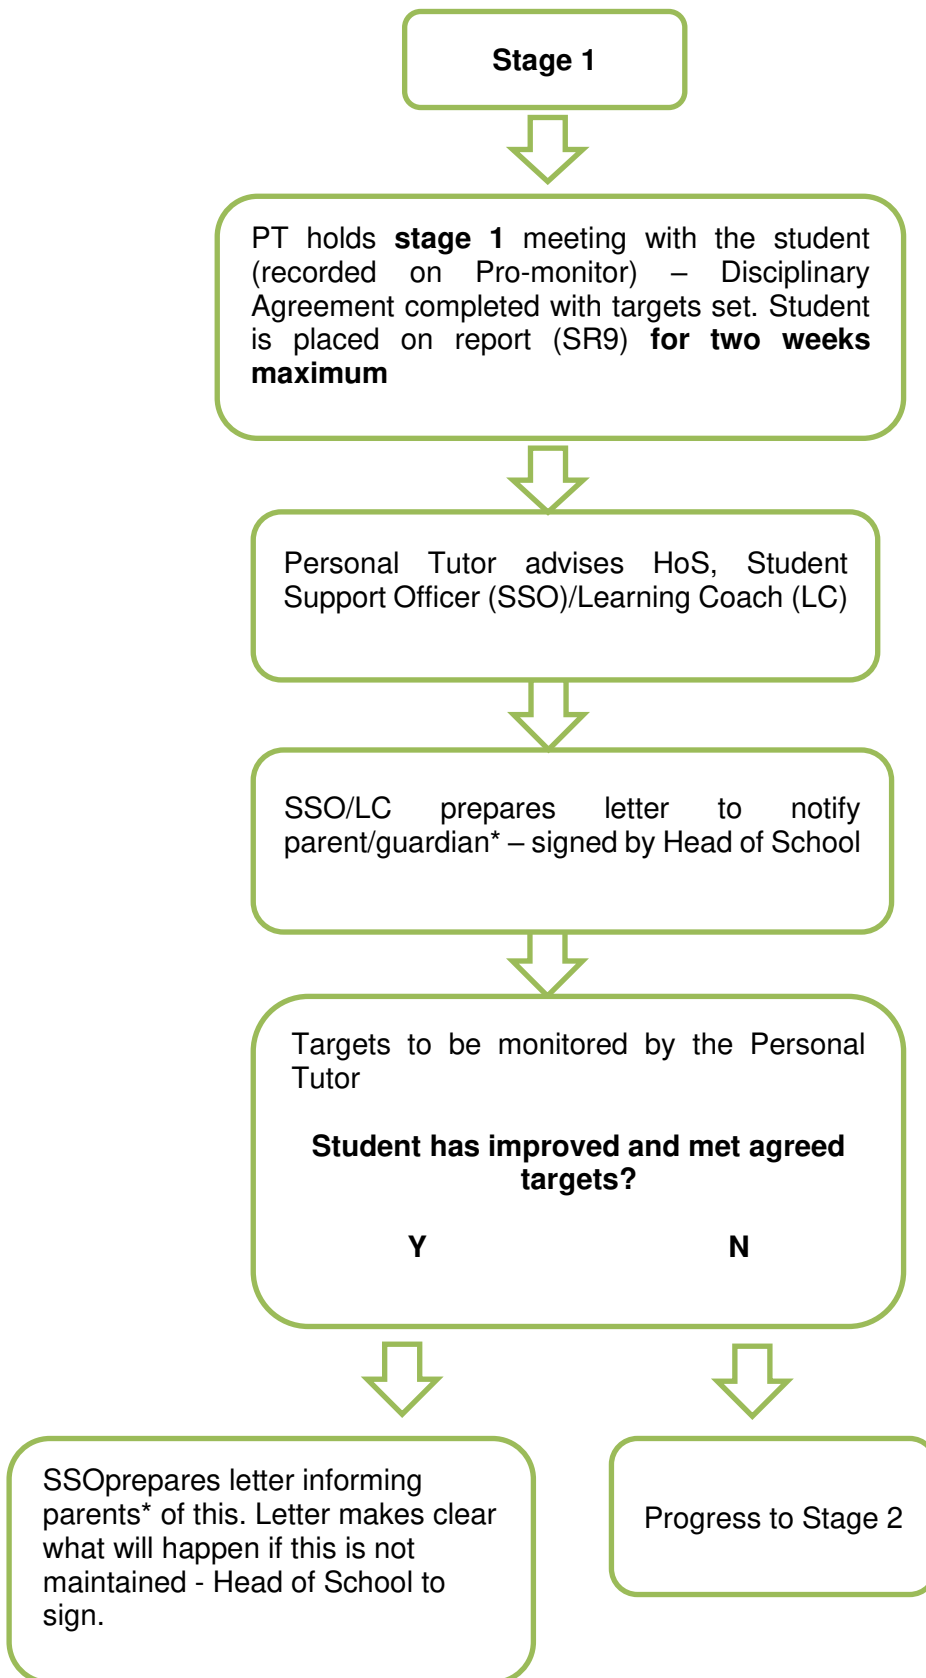 Stage 1
PT holds stage 1 meeting with the student
(recorded on Pro-monitor) – Disciplinary
Agreement completed with targets set. Student
is placed on report (SR9) for two weeks
maximum
Personal Tutor advises HoS, Student
Support Officer (SSO)/Learning Coach (LC)
SSO/LC prepares letter to notify
parent/guardian* – signed by Head of School
Targets to be monitored by the Personal
Tutor
Student has improved and met agreed
targets?
Y N
SSOprepares letter informing
parents* of this. Letter makes clear
what will happen if this is not
maintained - Head of School to
sign.
Progress to Stage 2